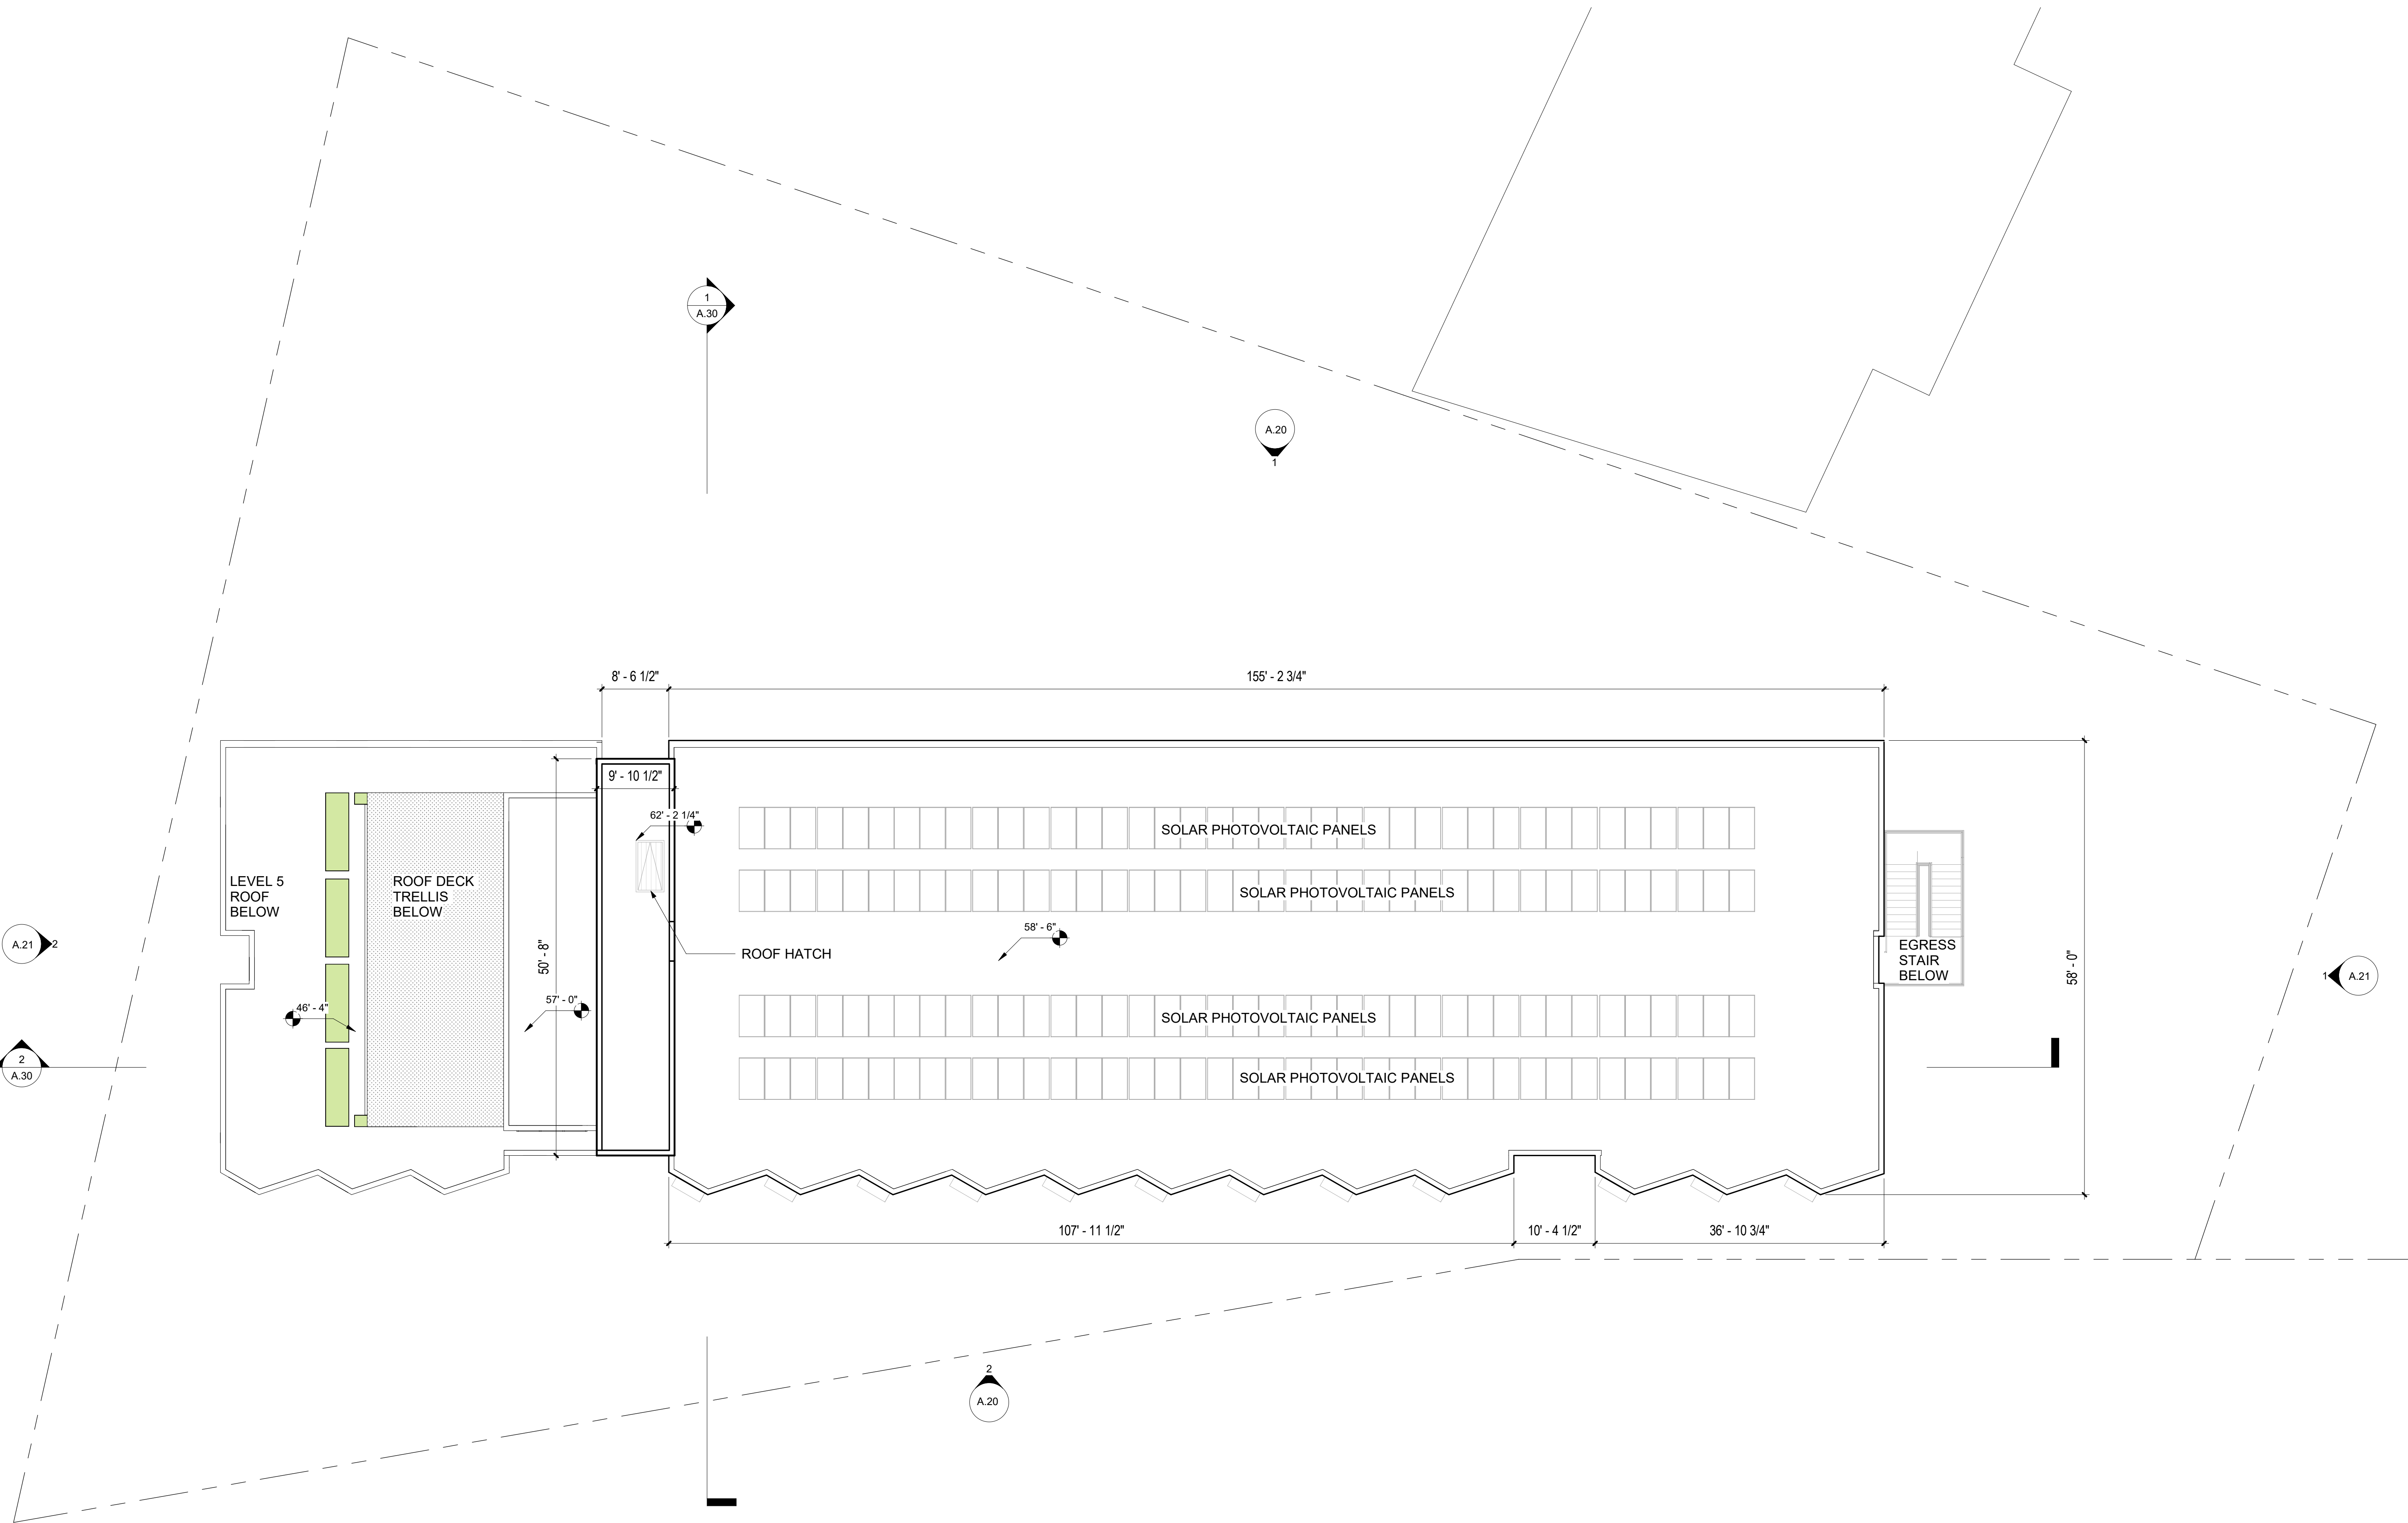 1
A.30
A.20
1
8' - 6 1/2"
155' - 2 3/4"
9' - 10 1/2"
62' - 2 1/4"
SOLAR PHOTOVOLTAIC PANELS
LEVEL 5
ROOF
BELOW
ROOF DECK
TRELLIS
BELOW
SOLAR PHOTOVOLTAIC PANELS
58' - 6"
A.21
2
50' - 8"
ROOF HATCH
EGRESS
STAIR
BELOW
58' - 0"
1
A.21
46' - 4"
57' - 0"
SOLAR PHOTOVOLTAIC PANELS
2
A.30
SOLAR PHOTOVOLTAIC PANELS
107' - 11 1/2"
10' - 4 1/2"
36' - 10 3/4"
2
A.20